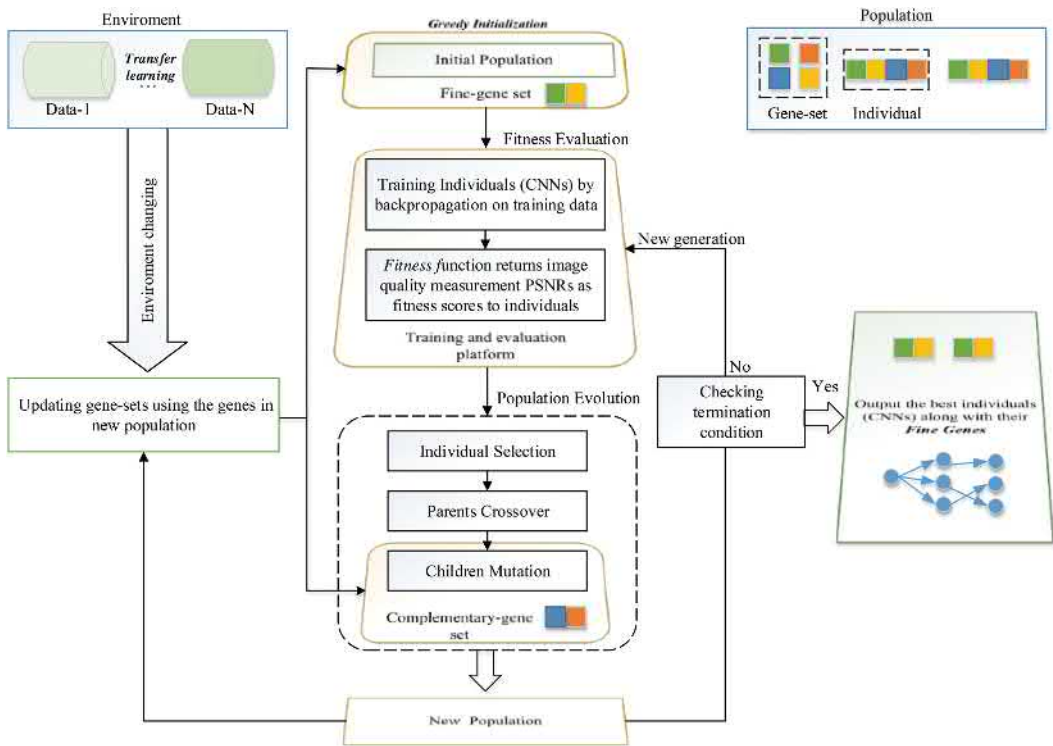 Enviroment
Transfer
learning
...
Data-1
Data-N
Enviroment changing
Updating gene-sets using the genes in
new population
Greedy Initialization
Initial Population
Fine-gene set
Fitness Evaluation
Training Individuals (CNNs) by
backpropagation on training data
Fitness function returns image
quality measurement PSNRs as
fitness scores to individuals
Training and evaluation
platform
Population Evolution
Individual Selection
Parents Crossover
Children Mutation
Complementary-gene
set
New Population
Population
Gene-set
Individual
New generation
No
Checking
termination
condition
Yes
Output the best individuals
(CNNs) along with their
Fine Genes